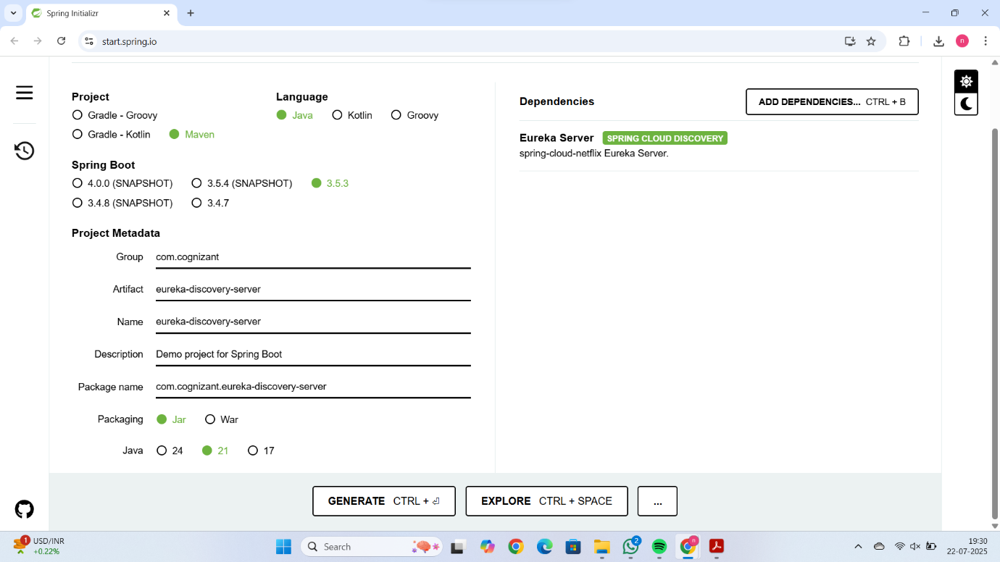 Spring Initializr
start.spring.io
n
Project
Gradle - Groovy
Gradle - Kotlin Maven
Language
Java Kotlin Groovy
Spring Boot
4.0.0 (SNAPSHOT) 3.5.4 (SNAPSHOT) 3.5.3
3.4.8 (SNAPSHOT) 3.4.7
Project Metadata
Group com.cognizant
Artifact eureka-discovery-server
Name eureka-discovery-server
Description Demo project for Spring Boot
Package name com.cognizant.eureka-discovery-server
Packaging Jar War
Java 24 21 17
Dependencies
ADD DEPENDENCIES... CTRL + B
Eureka Server SPRING CLOUD DISCOVERY
spring-cloud-netflix Eureka Server.
GENERATE CTRL + ⏎
EXPLORE CTRL + SPACE
...
1
USD/INR
+0.22%
Search
2
n
19:30
22-07-2025